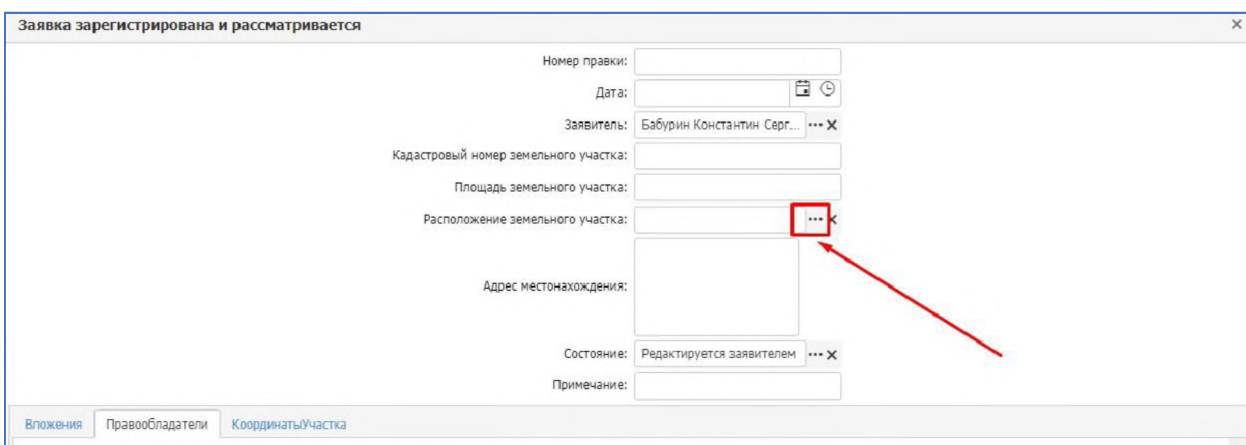 Заявка зарегистрирована и рассматривается
Номер правки:
Дата:
Заявитель: Бабурин Константин Серг...
Кадастровый номер земельного участка:
Площадь земельного участка:
Расположение земельного участка:
Адрес местонахождения:
Состояние: Редактируется заявителем
Примечание:
Вложения Правообладатели КоординатыУчастка